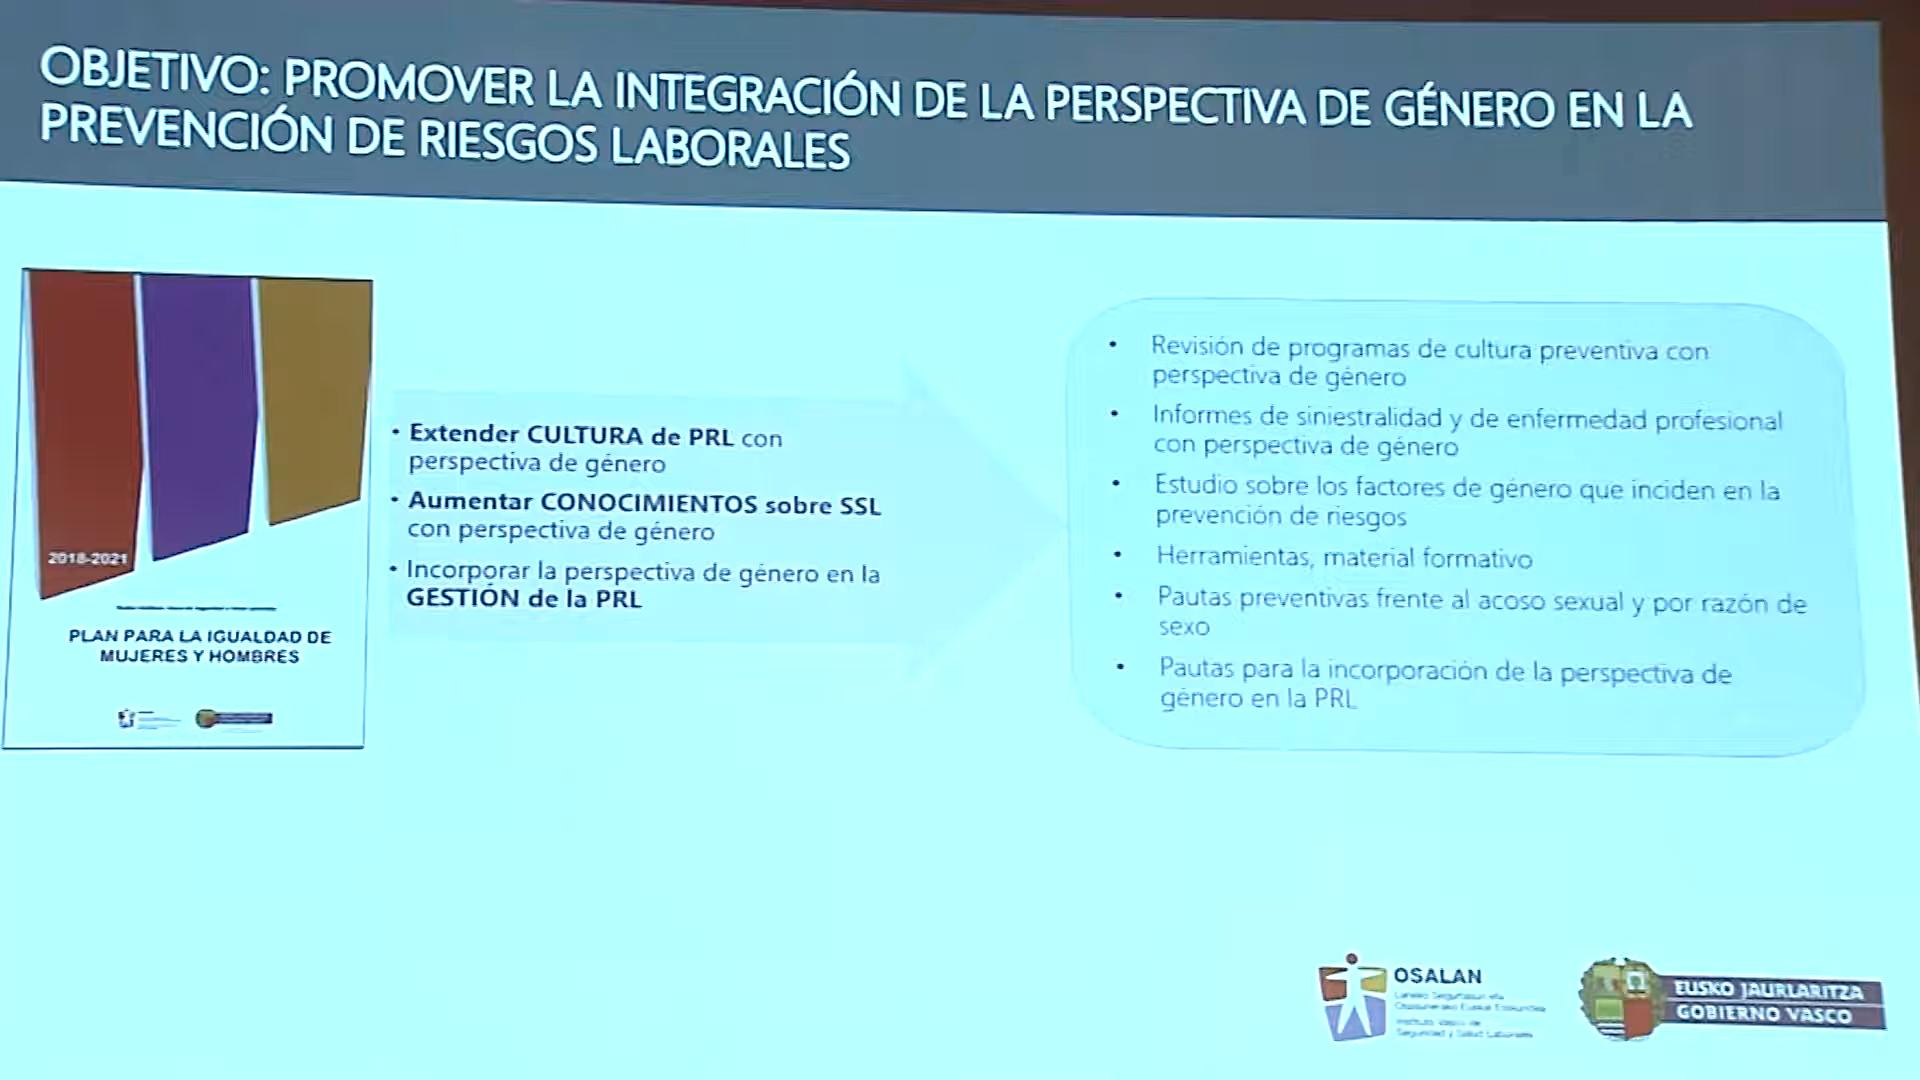 OBJETIVO: PROMOVER LA INTEGRACIÓN DE LA PERSPECTIVA DE GÉNERO EN LA
PREVENCIÓN DE RIESGOS LABORALES
2018-2021
PLAN PARA LA IGUALDAD DE
MUJERES Y HOMBRES
• Extender CULTURA de PRL con
perspectiva de género
• Aumentar CONOCIMIENTOS sobre SSL
con perspectiva de género
• Incorporar la perspectiva de género en la
GESTIÓN de la PRL
• Revisión de programas de cultura preventiva con
perspectiva de género
• Informes de siniestralidad y de enfermedad profesional
con perspectiva de género
• Estudio sobre los factores de género que inciden en la
prevención de riesgos
• Herramientas, material formativo
• Pautas preventivas frente al acoso sexual y por razón de
sexo
• Pautas para la incorporación de la perspectiva de
género en la PRL
OSALAN
Laneko Segurtasun eta
Osasunerako Euskal Erakundea
Instituto Vasco de
Seguridad y Salud Laborales
EUSKO JAURLARITZA
GOBIERNO VASCO